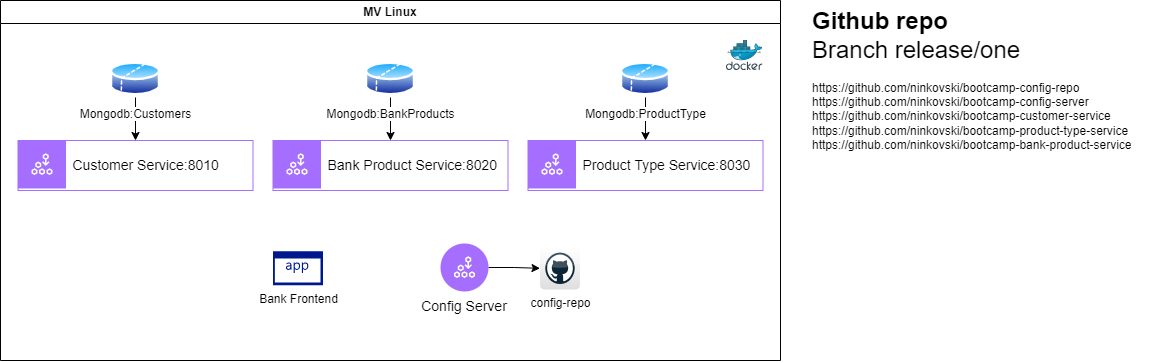 MV Linux
docker
Mongodb:Customers
Mongodb:BankProducts
Mongodb:ProductType
Customer Service:8010
Bank Product Service:8020
Product Type Service:8030
app
Bank Frontend
Config Server
config-repo
Github repo
Branch release/one
https://github.com/ninkovski/bootcamp-config-repo
https://github.com/ninkovski/bootcamp-config-server
https://github.com/ninkovski/bootcamp-customer-service
https://github.com/ninkovski/bootcamp-product-type-service
https://github.com/ninkovski/bootcamp-bank-product-service